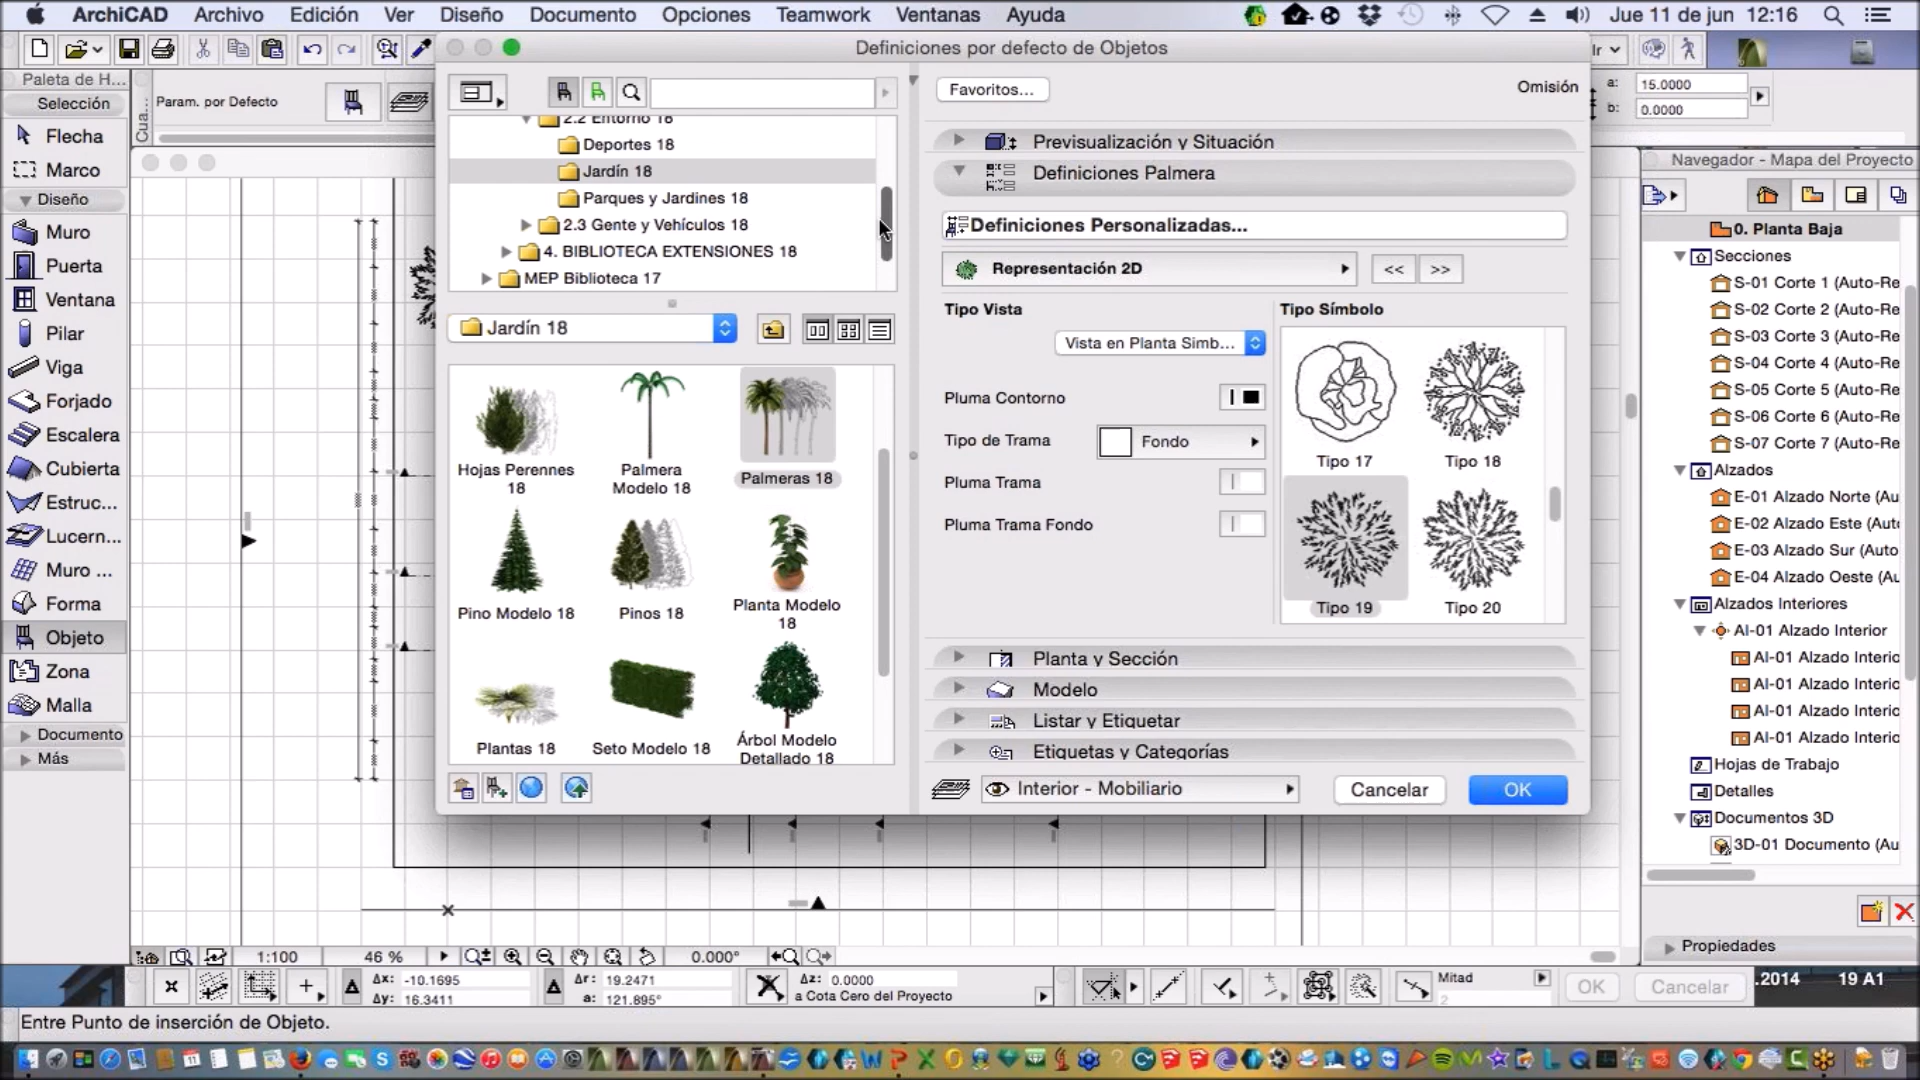 ArchiCAD Archivo Edición Ver Diseño Documento Opciones Teamwork Ventanas Ayuda Jue 11 de jun 12:16
Definiciones por defecto de Objetos
Ir
Paleta de H...
Selección
Flecha
Marco
Diseño
Muro
Puerta
Ventana
Pilar
Viga
Forjado
Escalera
Cubierta
Estruc...
Lucern...
Muro ...
Forma
Objeto
Zona
Malla
Documento
Más
Cua...
Param. por Defecto
2.2 Entorno 18
Deportes 18
Jardín 18
Parques y Jardines 18
2.3 Gente y Vehículos 18
4. BIBLIOTECA EXTENSIONES 18
MEP Biblioteca 17
Jardín 18
Hojas Perennes 18
Palmera Modelo 18
Palmeras 18
Pino Modelo 18
Pinos 18
Planta Modelo 18
Plantas 18
Seto Modelo 18
Árbol Modelo Detallado 18
Favoritos...
Omisión
Previsualización y Situación
Definiciones Palmera
Definiciones Personalizadas...
Representación 2D
<< >>
Tipo Vista
Vista en Planta Simb...
Pluma Contorno
Tipo de Trama
Fondo
Pluma Trama
Pluma Trama Fondo
Tipo Símbolo
Tipo 17
Tipo 18
Tipo 19
Tipo 20
Planta y Sección
Modelo
Listar y Etiquetar
Etiquetas y Categorías
Interior - Mobiliario
Cancelar
OK
a: 15.0000
b: 0.0000
Navegador - Mapa del Proyecto
0. Planta Baja
Secciones
S-01 Corte 1 (Auto-Re
S-02 Corte 2 (Auto-Re
S-03 Corte 3 (Auto-Re
S-04 Corte 4 (Auto-Re
S-05 Corte 5 (Auto-Re
S-06 Corte 6 (Auto-Re
S-07 Corte 7 (Auto-Re
Alzados
E-01 Alzado Norte (Au
E-02 Alzado Este (Aut
E-03 Alzado Sur (Auto
E-04 Alzado Oeste (Au
Alzados Interiores
AI-01 Alzado Interior
AI-01 Alzado Interio
AI-01 Alzado Interio
AI-01 Alzado Interio
AI-01 Alzado Interio
Hojas de Trabajo
Detalles
Documentos 3D
3D-01 Documento (Au
Propiedades
1:100 46 % 0.000°
Δx: -10.1695
Δy: 16.3411
Δr: 19.2471
a: 121.895°
Δz: 0.0000
a Cota Cero del Proyecto
Mitad
2
OK
Cancelar
.2014 19 A1
Entre Punto de inserción de Objeto.